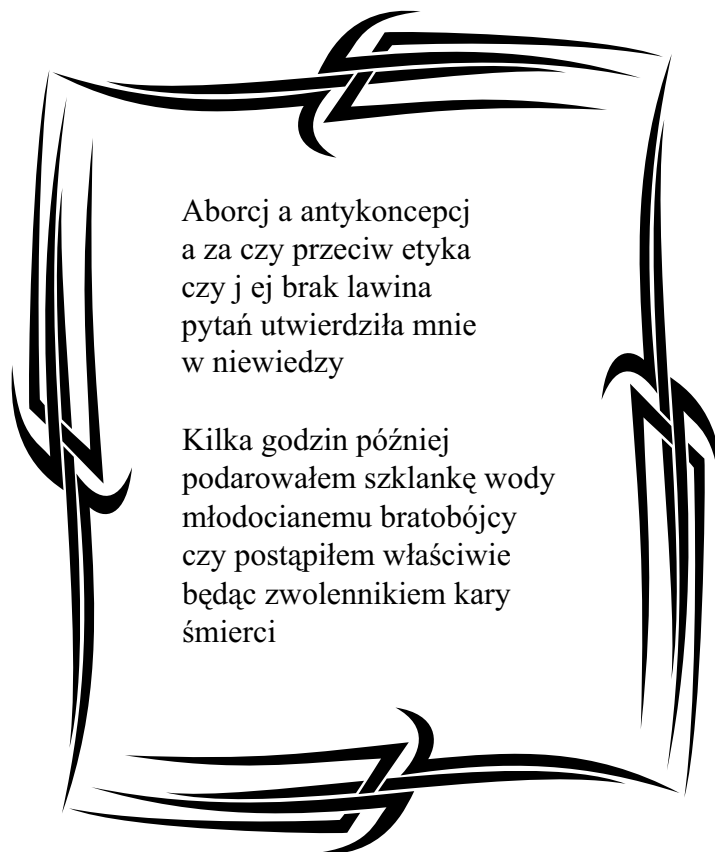 Aborcj a antykoncepcj
a za czy przeciw etyka
czy j ej brak lawina
pytań utwierdziła mnie
w niewiedzy

Kilka godzin później
podarowałem szklankę wody
młodocianemu bratobójcy
czy postąpiłem właściwie
będąc zwolennikiem kary
śmierci